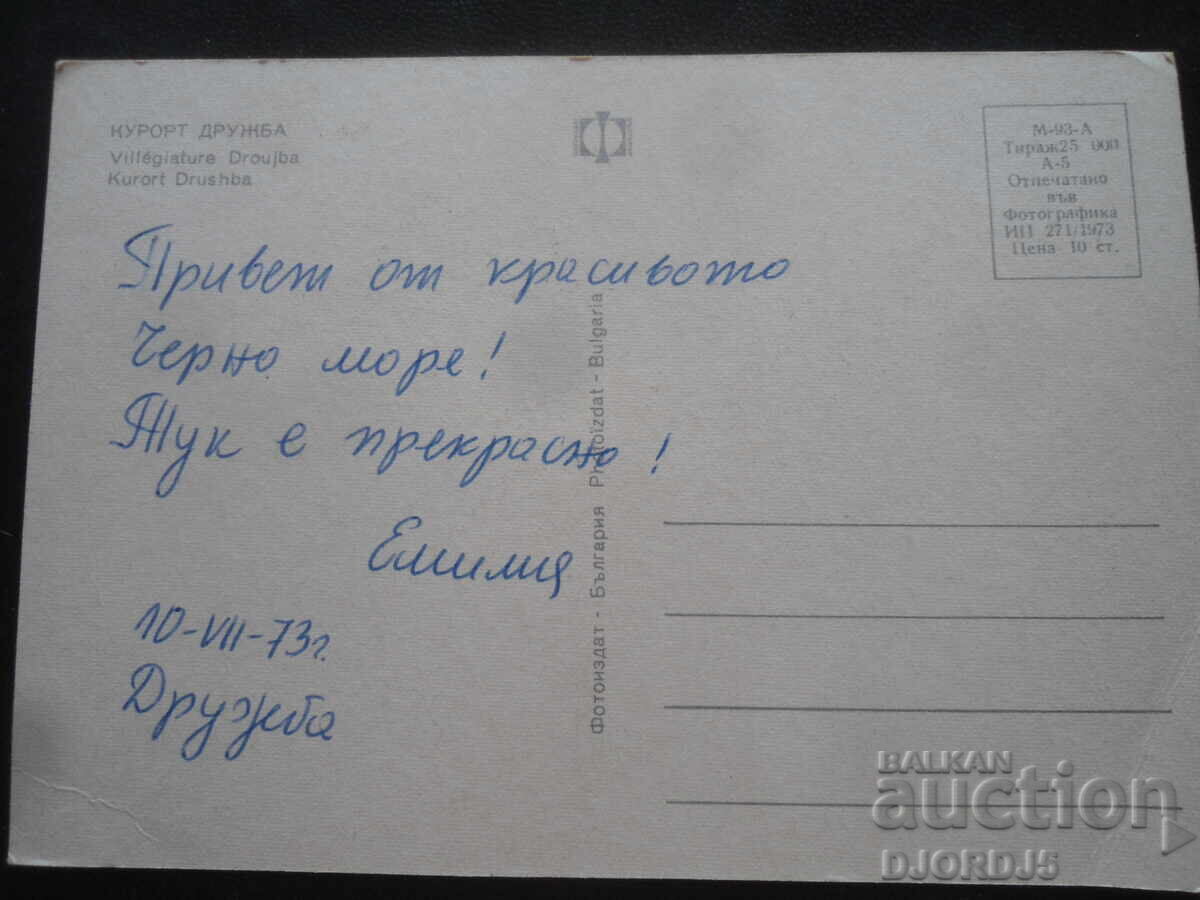 КУРОРТ ДРУЖБА
Villégiature Droujba
Kurort Drushba
М-93-А
Тираж25 000
А-5
Отпечатано
във
Фотографика
ИП 271/1973
Цена 10 ст.
Привет от красивото
Черно море!
Тук е прекрасно!
Емилия
10-VII-73г.
Дружба
Фотоиздат - България Photoizdat - Bulgaria
BALKAN
auction
DJORDJ5